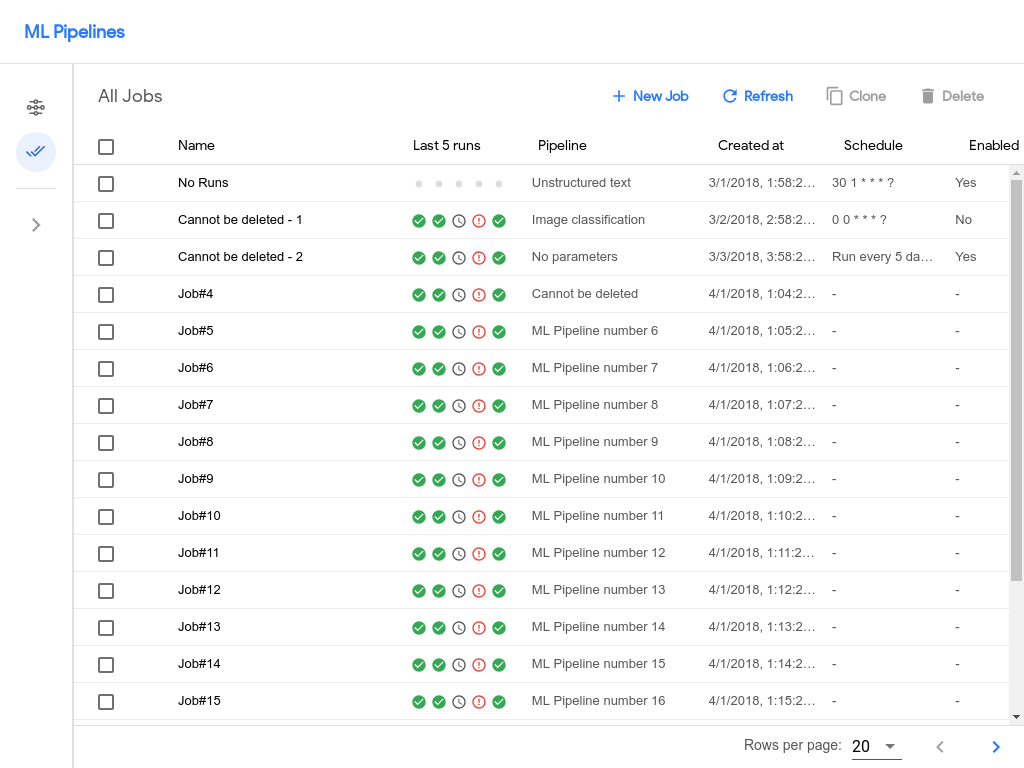 ML Pipelines
All Jobs
New Job Refresh Clone Delete
Name Last 5 runs Pipeline Created at Schedule Enabled
No Runs Unstructured text 3/1/2018, 1:58:2... 30 1 * * * ? Yes
Cannot be deleted - 1 Image classification 3/2/2018, 2:58:2... 0 0 * * * ? No
Cannot be deleted - 2 No parameters 3/3/2018, 3:58:2... Run every 5 da... Yes
Job#4 Cannot be deleted 4/1/2018, 1:04:2... - -
Job#5 ML Pipeline number 6 4/1/2018, 1:05:2... - -
Job#6 ML Pipeline number 7 4/1/2018, 1:06:2... - -
Job#7 ML Pipeline number 8 4/1/2018, 1:07:2... - -
Job#8 ML Pipeline number 9 4/1/2018, 1:08:2... - -
Job#9 ML Pipeline number 10 4/1/2018, 1:09:2... - -
Job#10 ML Pipeline number 11 4/1/2018, 1:10:2... - -
Job#11 ML Pipeline number 12 4/1/2018, 1:11:2... - -
Job#12 ML Pipeline number 13 4/1/2018, 1:12:2... - -
Job#13 ML Pipeline number 14 4/1/2018, 1:13:2... - -
Job#14 ML Pipeline number 15 4/1/2018, 1:14:2... - -
Job#15 ML Pipeline number 16 4/1/2018, 1:15:2... - -
Rows per page: 20